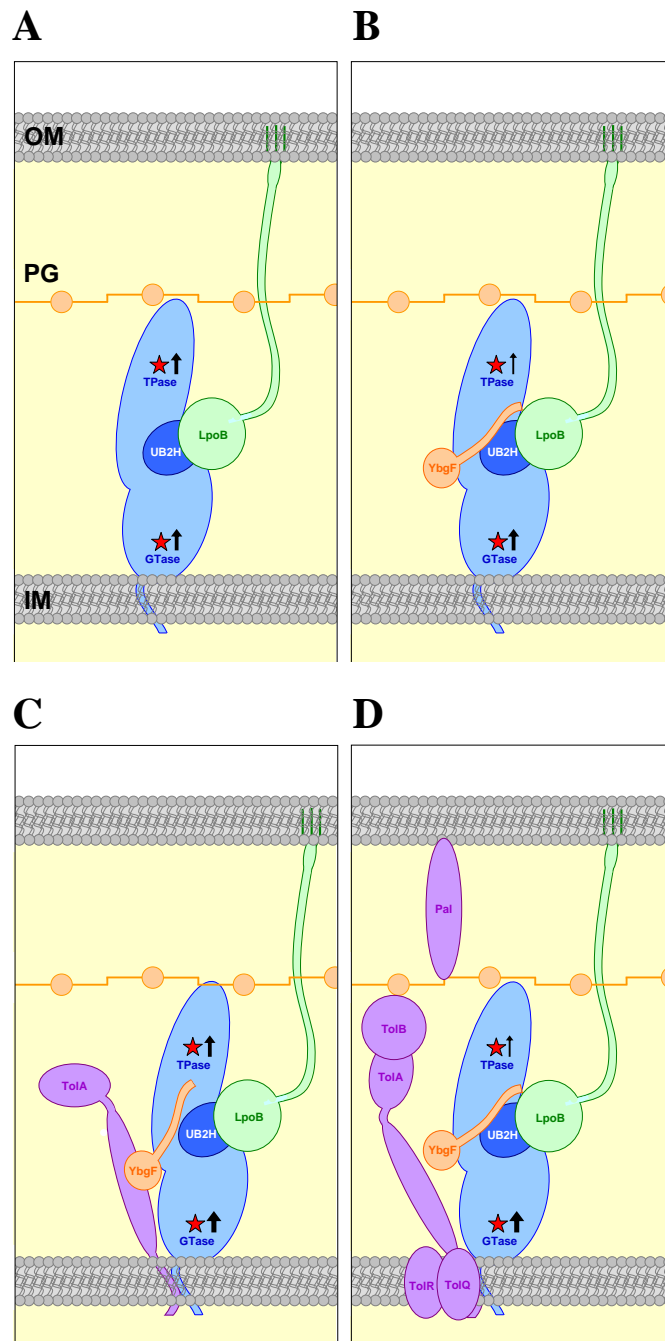 A
B
OM
PG
TPase
TPase
LpoB
LpoB
UB2H
UB2H
YbgF
GTase
GTase
IM
C
D
Pal
TolB
TPase
TPase
TolA
TolA
LpoB
LpoB
UB2H
UB2H
YbgF
YbgF
GTase
GTase
TolR
TolQ